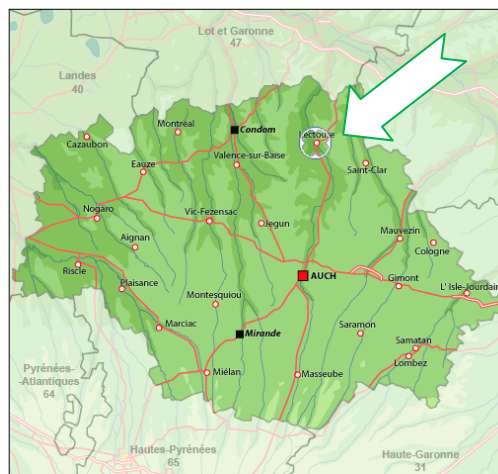 Lot et Garonne
47
Landes
40
Montréal
Condom
Lectoure
Cazaubon
Eauze
Valence-sur-Baïse
Saint-Clar
Nogaro
Vic-Fezensac
Jegun
Mauvezin
Aignan
Cologne
Riscle
AUCH
Plaisance
Gimont
L' Isle-Jourdain
Montesquiou
Marciac
Mirande
Saramon
Samatan
Lombez
Pyrénées-
-Atlantiques
64
Miélan
Masseube
Hautes-Pyrénées
65
Haute-Garonne
31